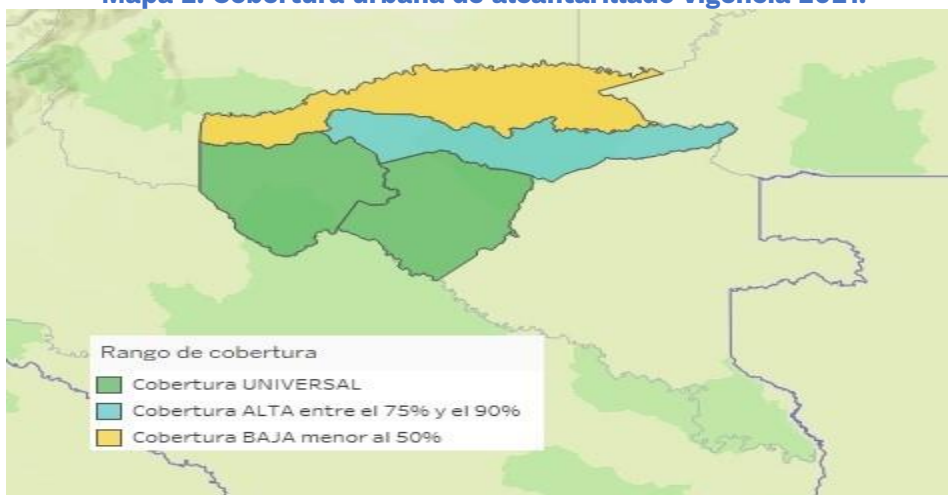 Mapa 2. Cobertura urbana de alcantarillado vigencia 2021.
Rango de cobertura
Cobertura UNIVERSAL
Cobertura ALTA entre el 75% y el 90%
Cobertura BAJA menor al 50%